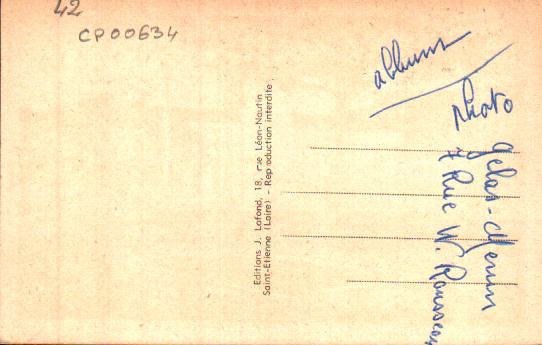 42
CP00634
Editions J. Lafond, 18, rue Léon-Nautin
Saint-Etienne (Loire) - Reproduction interdite
album
photo
7 Rue W. Rousseau